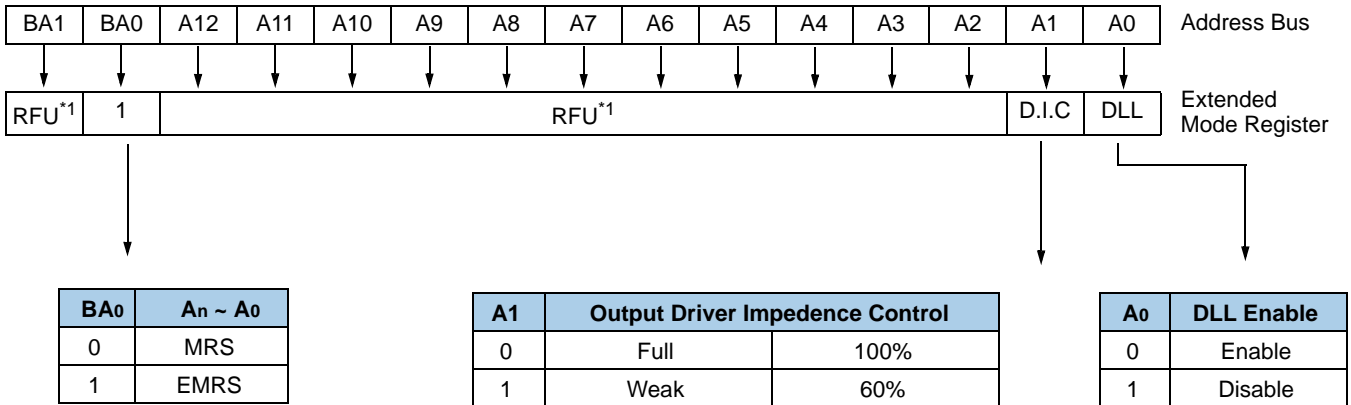 BA1 BA0 A12 A11 A10 A9 A8 A7 A6 A5 A4 A3 A2 A1 A0 Address Bus
RFU*1 1 RFU*1 D.I.C DLL Extended
Mode Register
BA0 An ~ A0
0 MRS
1 EMRS
A1 Output Driver Impedence Control
0 Full 100%
1 Weak 60%
A0 DLL Enable
0 Enable
1 Disable